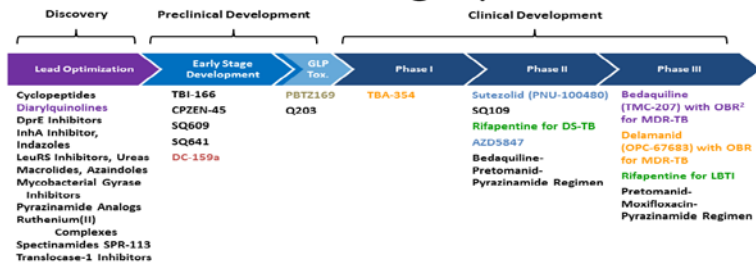 Discovery
Preclinical Development
Clinical Development
Lead Optimization
Early Stage
Development
GLP
Tox.
Phase I
Phase II
Phase III
Cyclopeptides
Diarylquinolines
DprE Inhibitors
InhA Inhibitor,
Indazoles
LeuRS Inhibitors, Ureas
Macrolides, Azaindoles
Mycobacterial Gyrase
Inhibitors
Pyrazinamide Analogs
Ruthenium(II)
Complexes
Spectinamides SPR-113
Translocase-1 Inhibitors
TBI-166
CPZEN-45
SQ609
SQ641
DC-159a
PBTZ169
Q203
TBA-354
Sutezolid (PNU-100480)
SQ109
Rifapentine for DS-TB
AZD5847
Bedaquiline-
Pretomanid-
Pyrazinamide Regimen
Bedaquiline
(TMC-207) with OBR²
for MDR-TB
Delamanid
(OPC-67683) with OBR
for MDR-TB
Rifapentine for LBTI
Pretomanid-
Moxifloxacin-
Pyrazinamide Regimen